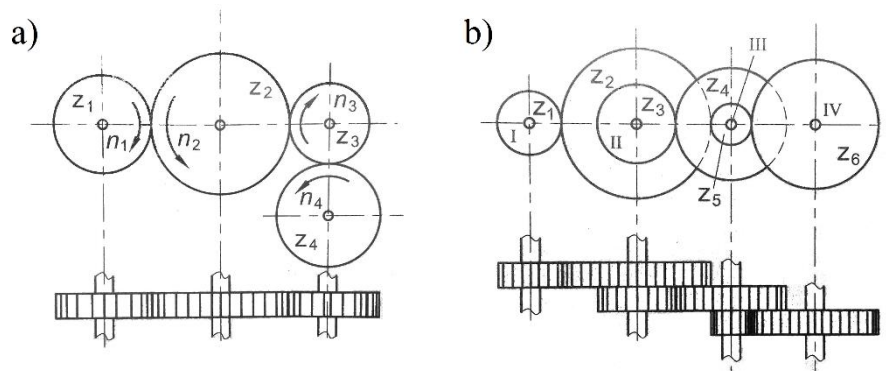 a)
z₁
n₁
n₂
z₂
n₃
z₃
n₄
z₄
b)
I
z₁
z₂
II
z₃
z₄
III
z₅
IV
z₆